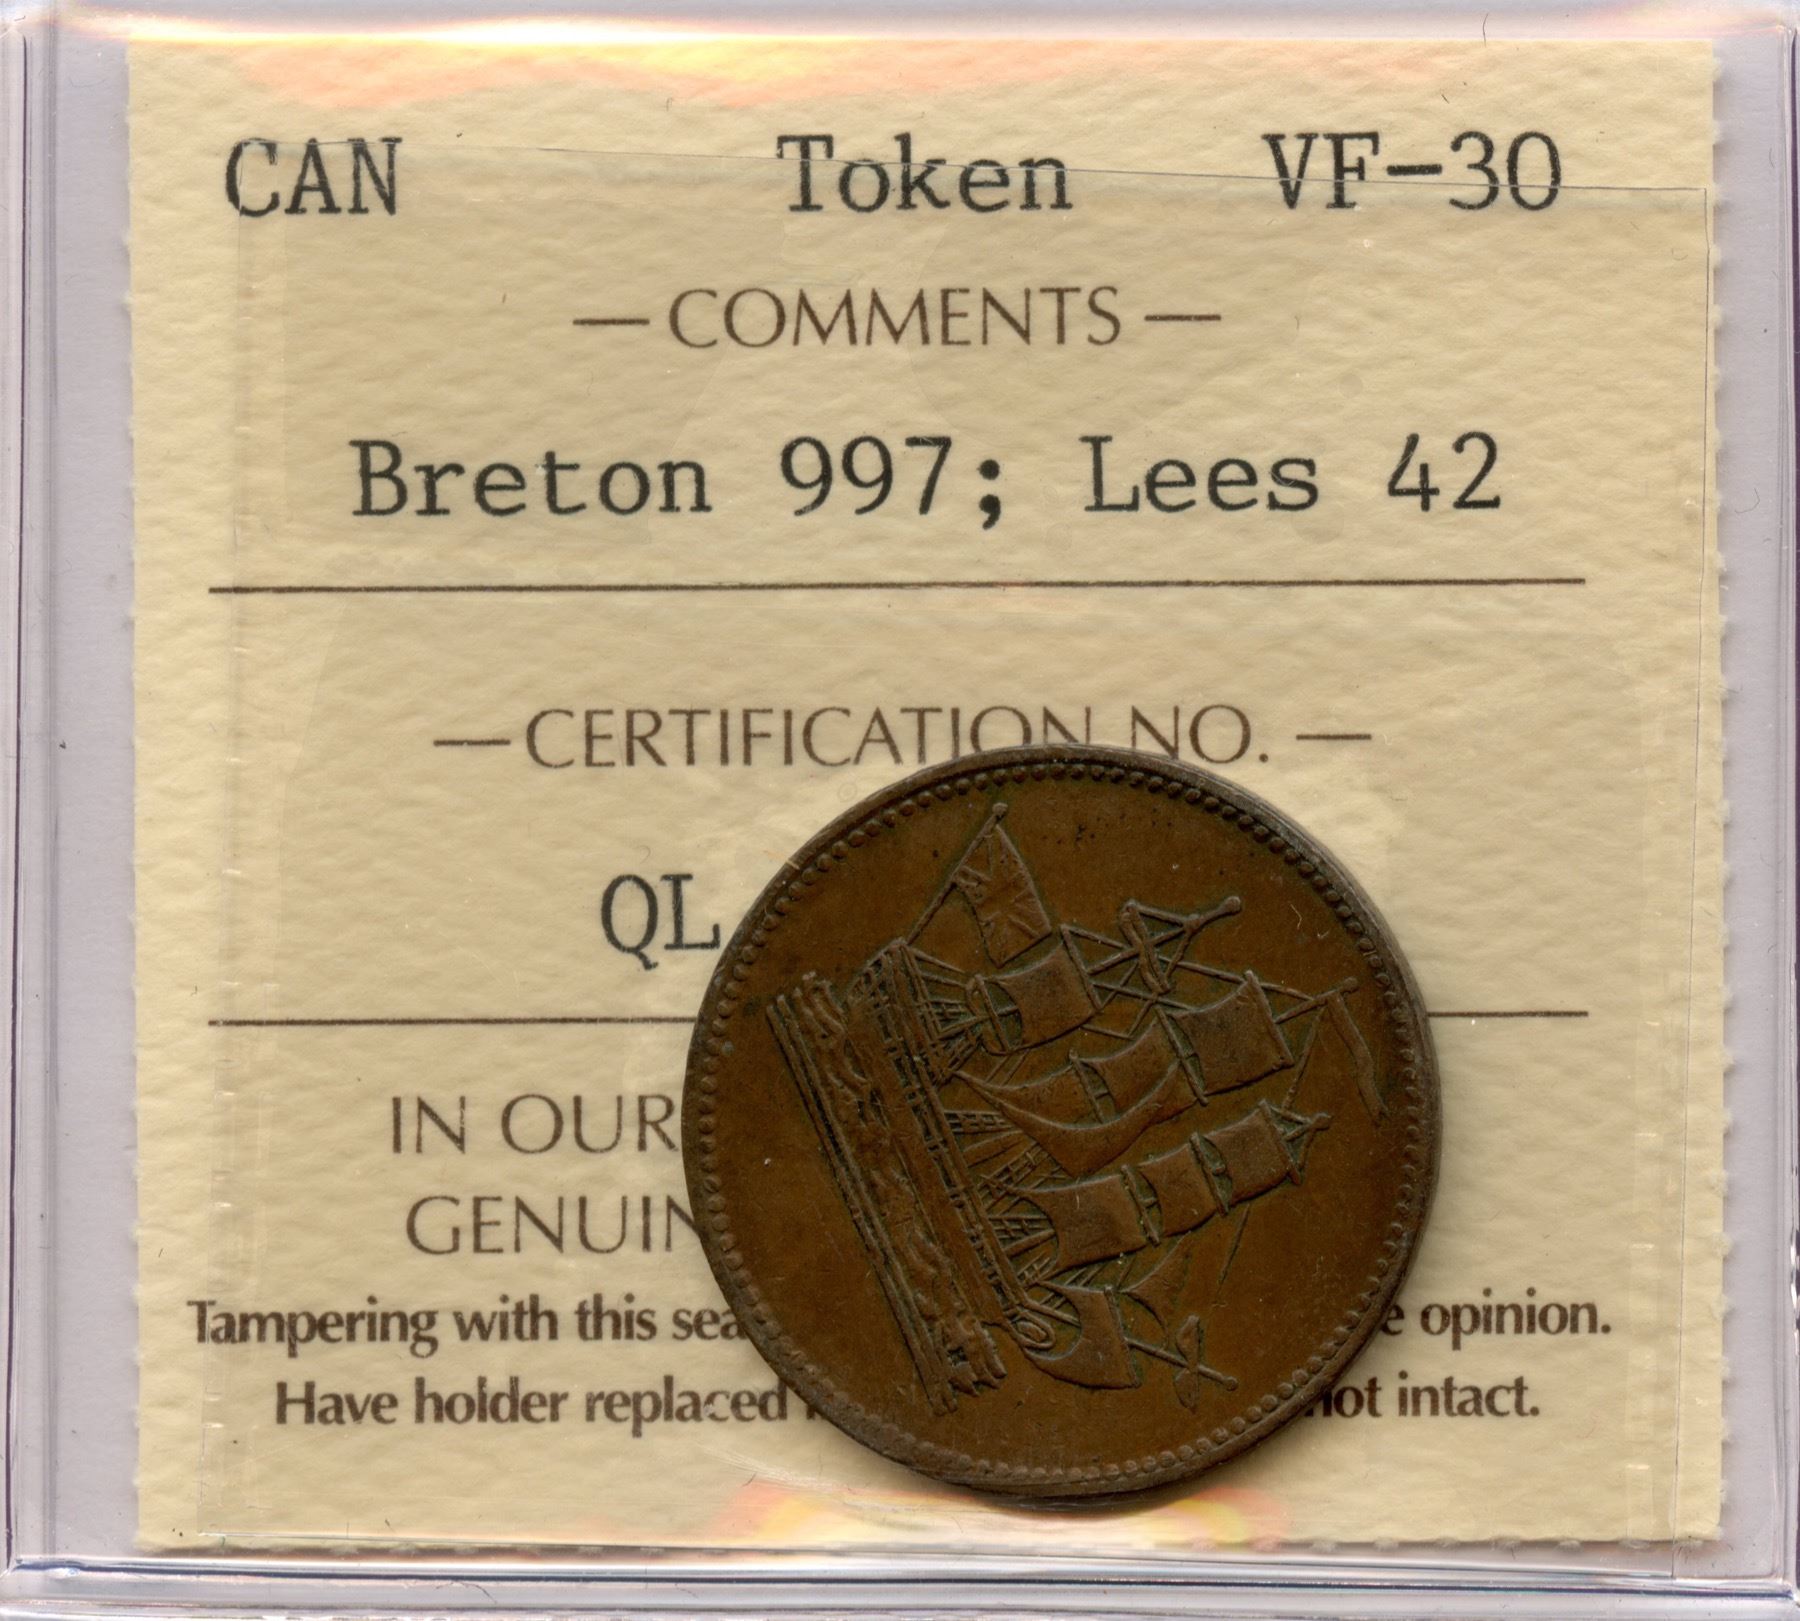 CAN Token VF-30
— COMMENTS —
Breton 997; Lees 42
— CERTIFICATION NO. —
QL
IN OUR
GENUIN
Tampering with this sea e opinion.
Have holder replaced not intact.